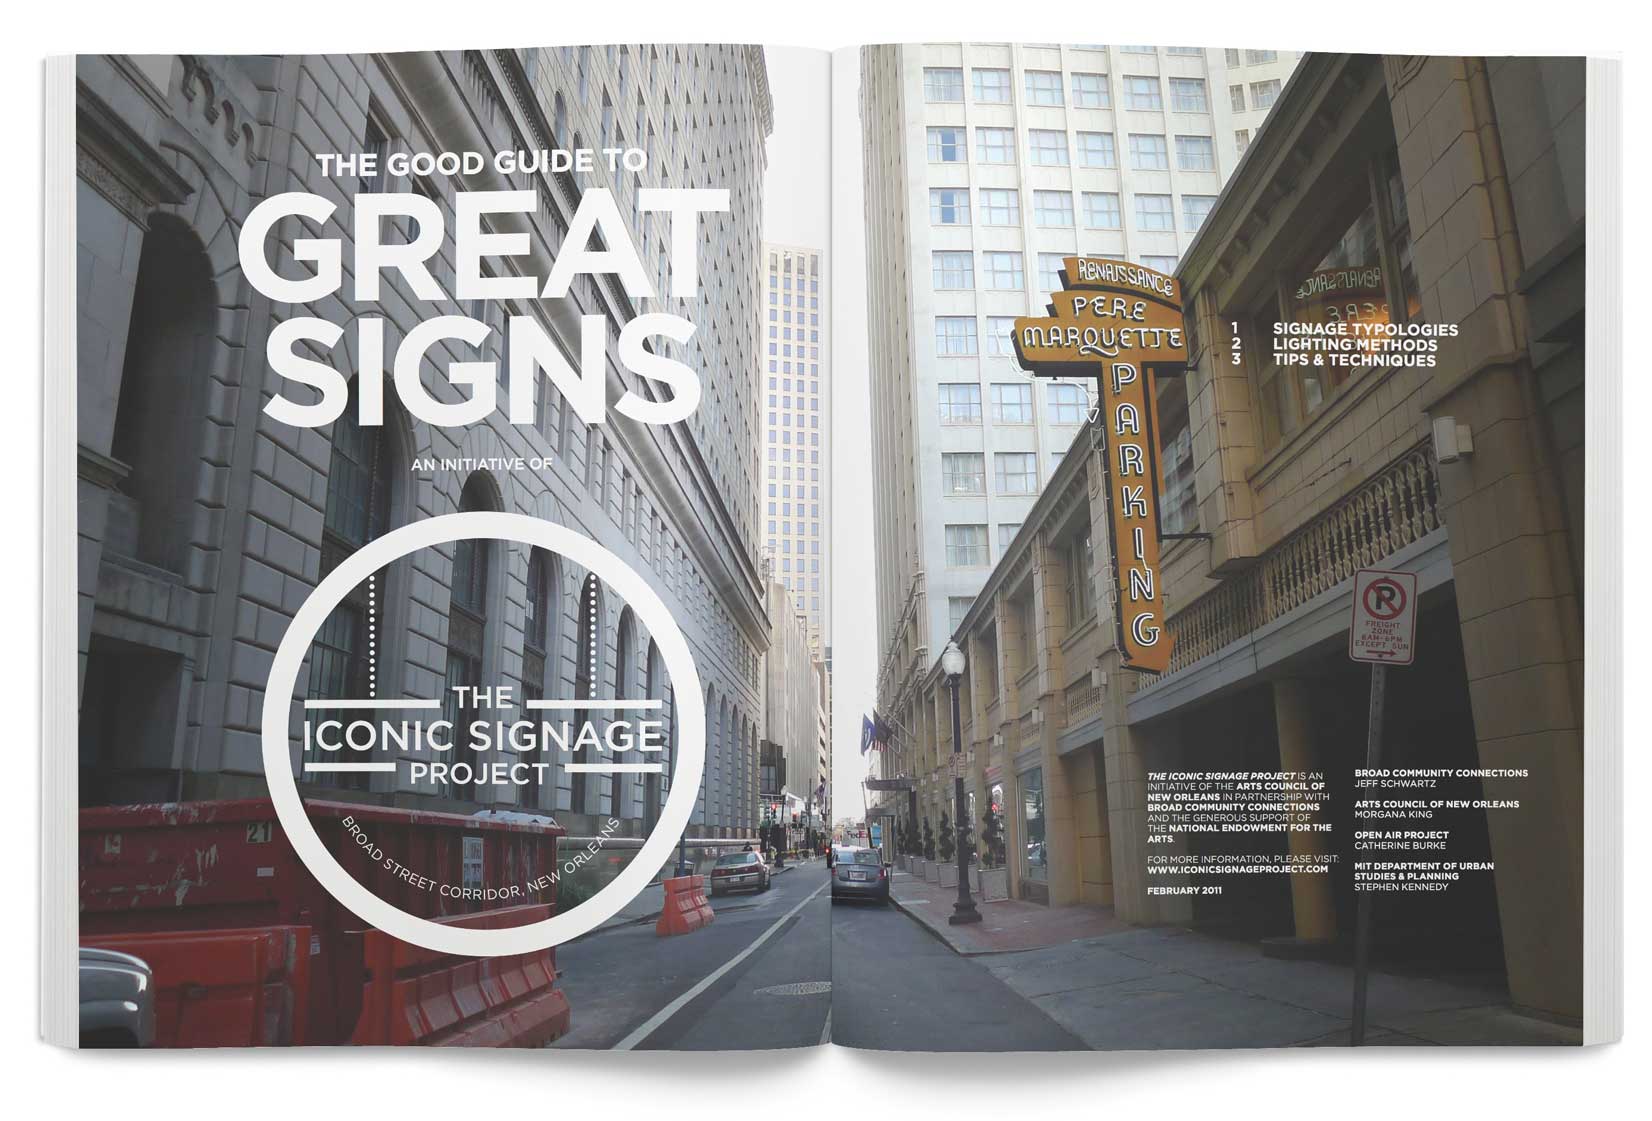 THE GOOD GUIDE TO
GREAT
SIGNS
AN INITIATIVE OF
THE
ICONIC SIGNAGE
PROJECT
BROAD STREET CORRIDOR, NEW ORLEANS
21
RENAISSANCE
PERE
MARQUETTE
PARKING
RENAISSANCE
PERE
1 SIGNAGE TYPOLOGIES
2 LIGHTING METHODS
3 TIPS & TECHNIQUES
P
FREIGHT
ZONE
6AM-6PM
EXCEPT SUN
FedEx
THE ICONIC SIGNAGE PROJECT IS AN
INITIATIVE OF THE ARTS COUNCIL OF
NEW ORLEANS IN PARTNERSHIP WITH
BROAD COMMUNITY CONNECTIONS
AND THE GENEROUS SUPPORT OF
THE NATIONAL ENDOWMENT FOR THE
ARTS.
FOR MORE INFORMATION, PLEASE VISIT:
WWW.ICONICSIGNAGEPROJECT.COM
FEBRUARY 2011
BROAD COMMUNITY CONNECTIONS
JEFF SCHWARTZ
ARTS COUNCIL OF NEW ORLEANS
MORGANA KING
OPEN AIR PROJECT
CATHERINE BURKE
MIT DEPARTMENT OF URBAN
STUDIES & PLANNING
STEPHEN KENNEDY